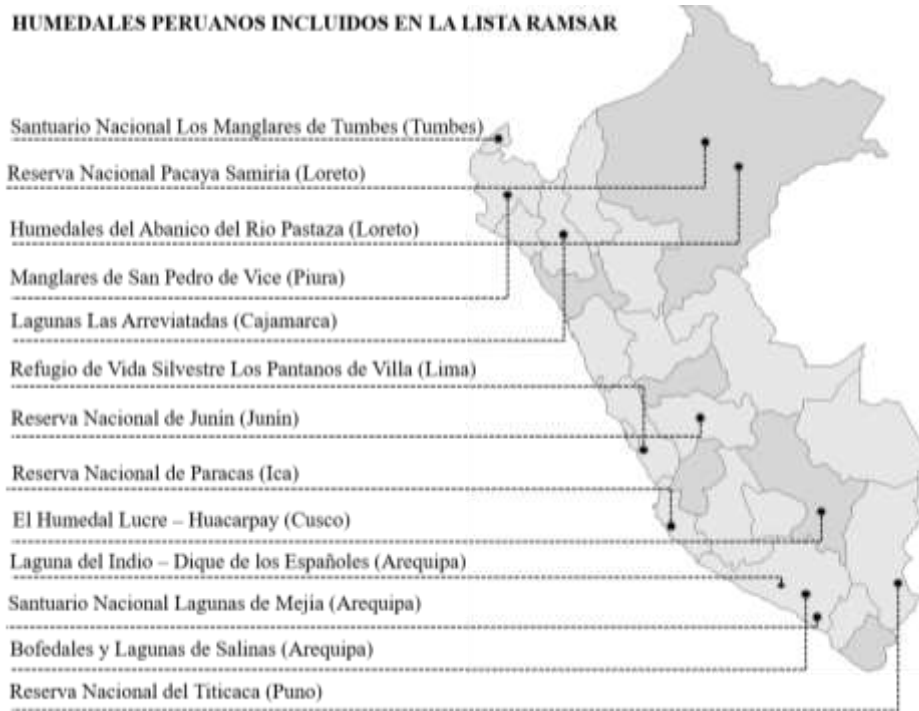 HUMEDALES PERUANOS INCLUIDOS EN LA LISTA RAMSAR
Santuario Nacional Los Manglares de Tumbes (Tumbes)
Reserva Nacional Pacaya Samiria (Loreto)
Humedales del Abanico del Rio Pastaza (Loreto)
Manglares de San Pedro de Vice (Piura)
Lagunas Las Arreviatadas (Cajamarca)
Refugio de Vida Silvestre Los Pantanos de Villa (Lima)
Reserva Nacional de Junín (Junín)
Reserva Nacional de Paracas (Ica)
El Humedal Lucre – Huacarpay (Cusco)
Laguna del Indio – Dique de los Españoles (Arequipa)
Santuario Nacional Lagunas de Mejía (Arequipa)
Bofedales y Lagunas de Salinas (Arequipa)
Reserva Nacional del Titicaca (Puno)